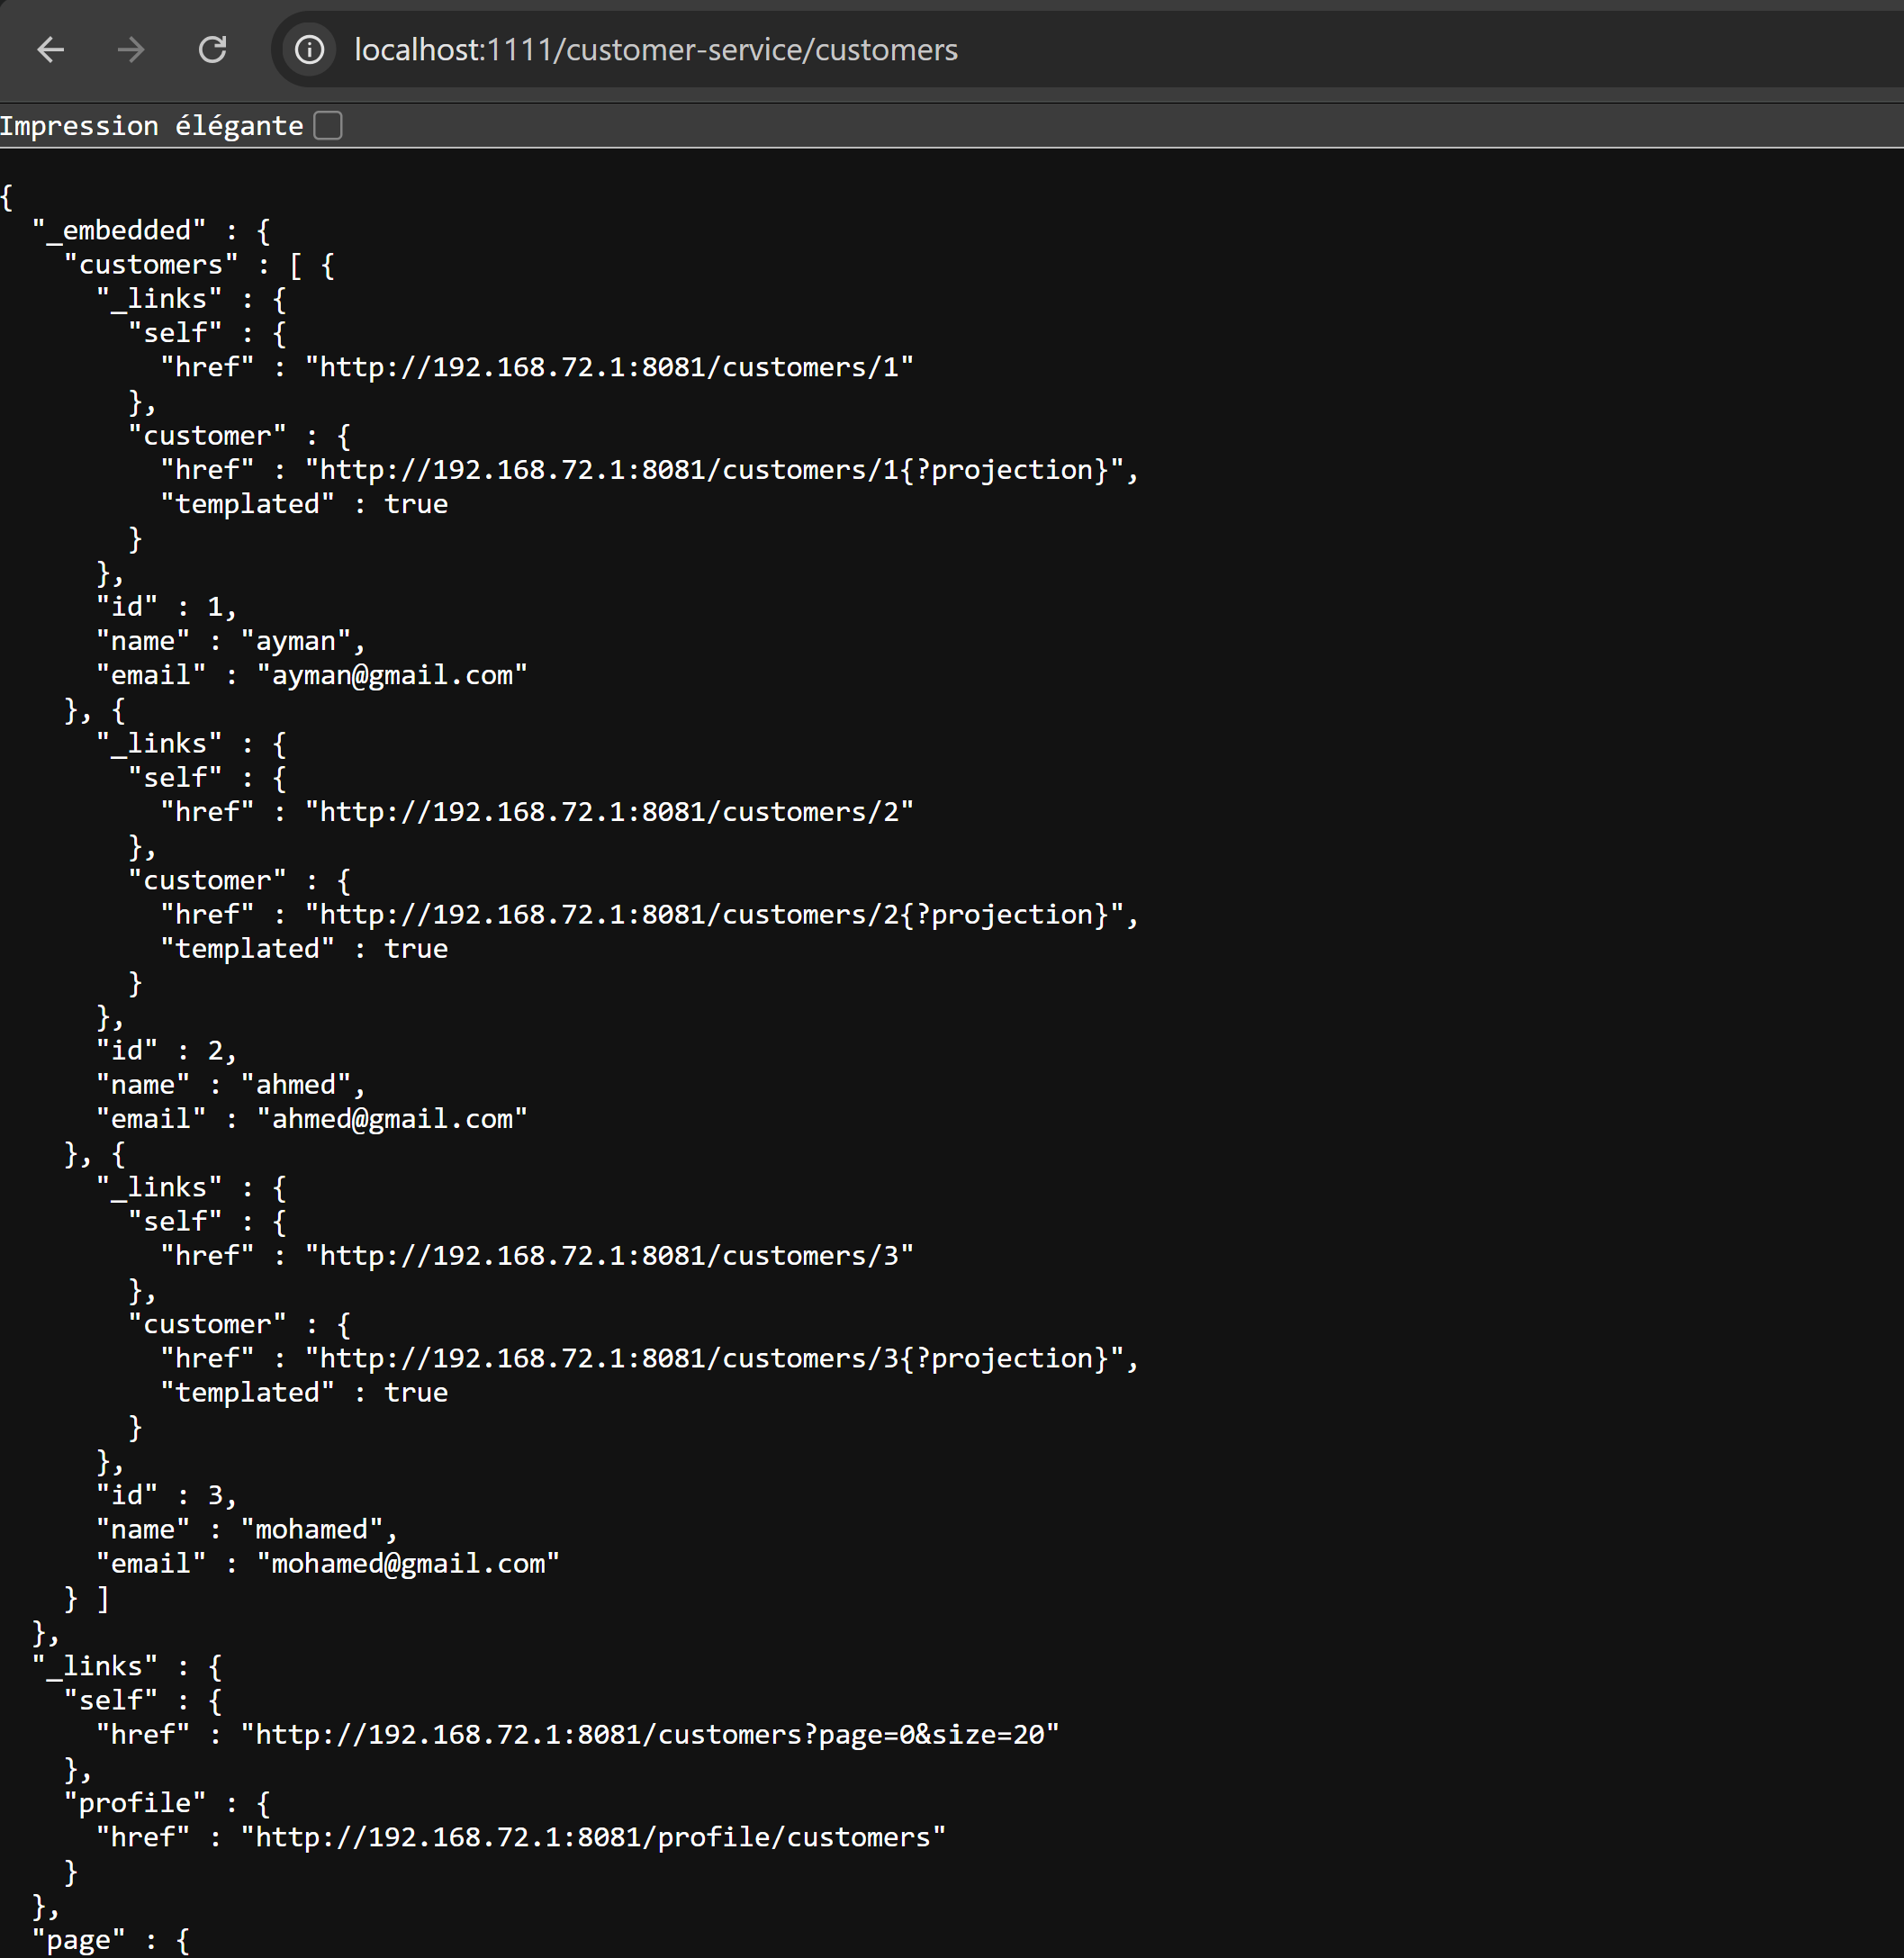 localhost:1111/customer-service/customers
Impression élégante
{
  "_embedded" : {
    "customers" : [ {
      "_links" : {
        "self" : {
          "href" : "http://192.168.72.1:8081/customers/1"
        },
        "customer" : {
          "href" : "http://192.168.72.1:8081/customers/1{?projection}",
          "templated" : true
        }
      },
      "id" : 1,
      "name" : "ayman",
      "email" : "ayman@gmail.com"
    }, {
      "_links" : {
        "self" : {
          "href" : "http://192.168.72.1:8081/customers/2"
        },
        "customer" : {
          "href" : "http://192.168.72.1:8081/customers/2{?projection}",
          "templated" : true
        }
      },
      "id" : 2,
      "name" : "ahmed",
      "email" : "ahmed@gmail.com"
    }, {
      "_links" : {
        "self" : {
          "href" : "http://192.168.72.1:8081/customers/3"
        },
        "customer" : {
          "href" : "http://192.168.72.1:8081/customers/3{?projection}",
          "templated" : true
        }
      },
      "id" : 3,
      "name" : "mohamed",
      "email" : "mohamed@gmail.com"
    } ]
  },
  "_links" : {
    "self" : {
      "href" : "http://192.168.72.1:8081/customers?page=0&size=20"
    },
    "profile" : {
      "href" : "http://192.168.72.1:8081/profile/customers"
    }
  },
  "page" : {